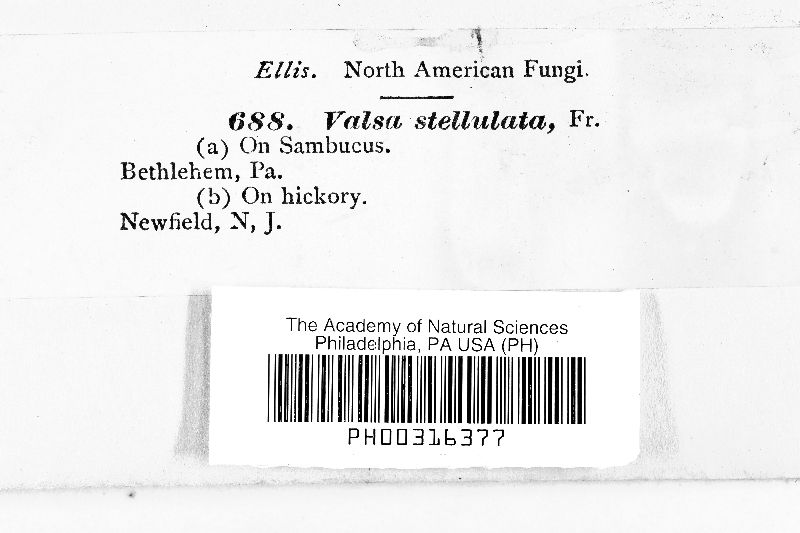 Ellis. North American Fungi.
688. Valsa stellulata, Fr.
(a) On Sambucus.
Bethlehem, Pa.
(b) On hickory.
Newfield, N, J.
The Academy of Natural Sciences
Philadelphia, PA USA (PH)
PH00316377